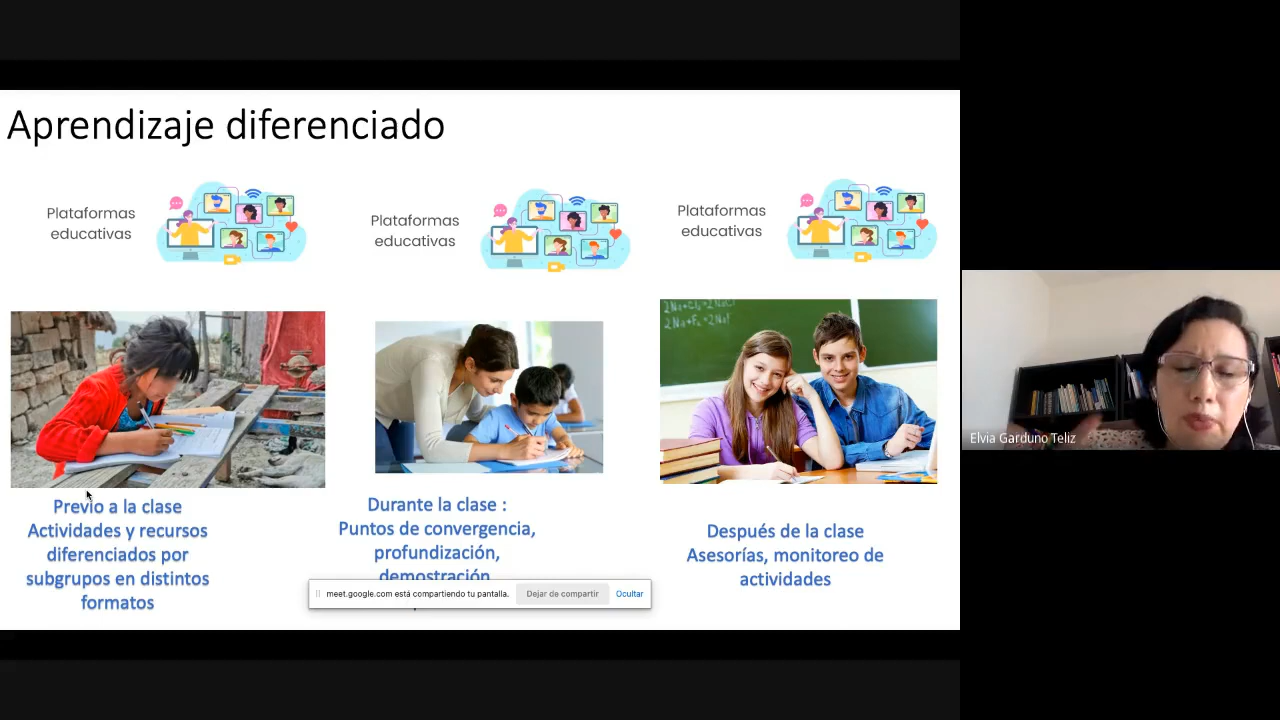 Aprendizaje diferenciado
Plataformas
educativas
Plataformas
educativas
Plataformas
educativas
Previo a la clase
Actividades y recursos
diferenciados por
subgrupos en distintos
formatos
Durante la clase :
Puntos de convergencia,
profundización,
demostración
Después de la clase
Asesorías, monitoreo de
actividades
meet.google.com está compartiendo tu pantalla.
Dejar de compartir
Ocultar
Elvia Garduno Teliz